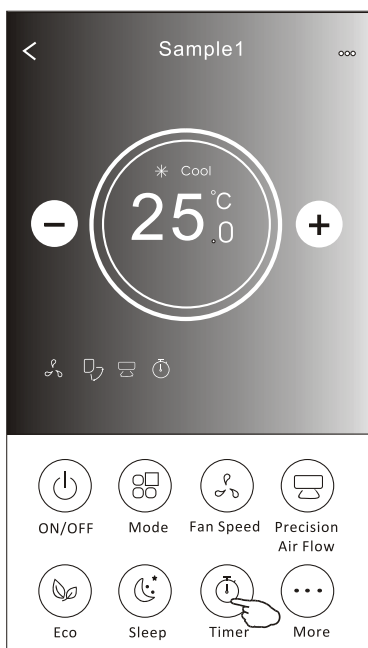 Sample1
Cool
25.0°C
ON/OFF Mode Fan Speed Precision
Air Flow
Eco Sleep Timer More